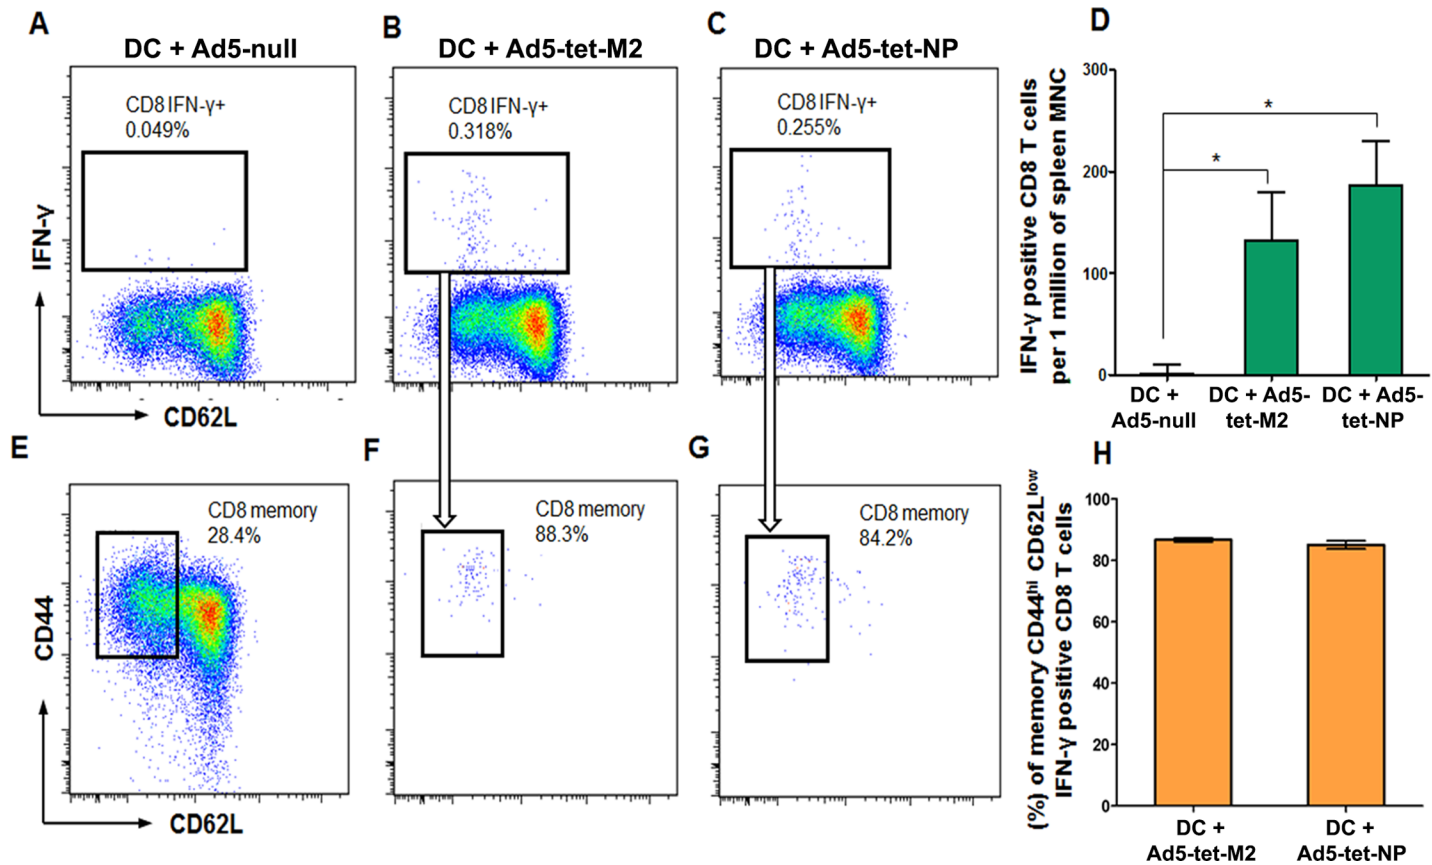 A
DC + Ad5-null
CD8 IFN-γ+
0.049%
IFN-γ
CD62L
B
DC + Ad5-tet-M2
CD8 IFN-γ+
0.318%
C
DC + Ad5-tet-NP
CD8 IFN-γ+
0.255%
D
IFN-γ positive CD8 T cells
per 1 million of spleen MNC
300
200
100
0
*
*
DC +
Ad5-null
DC + Ad5-
tet-M2
DC + Ad5-
tet-NP
E
CD8 memory
28.4%
CD44
CD62L
F
CD8 memory
88.3%
G
CD8 memory
84.2%
H
(%) of memory CD44hi CD62Llow
IFN-γ positive CD8 T cells
100
80
60
40
20
0
DC +
Ad5-tet-M2
DC +
Ad5-tet-NP